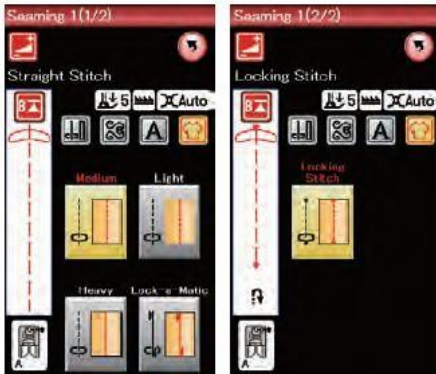 Seaming 1(1/2)
Straight Stitch
B
5
Auto
A
Medium
Light
Heavy
Lock-a-Matic
A
Seaming 1(2/2)
Locking Stitch
B
5
Auto
A
Locking
Stitch
A